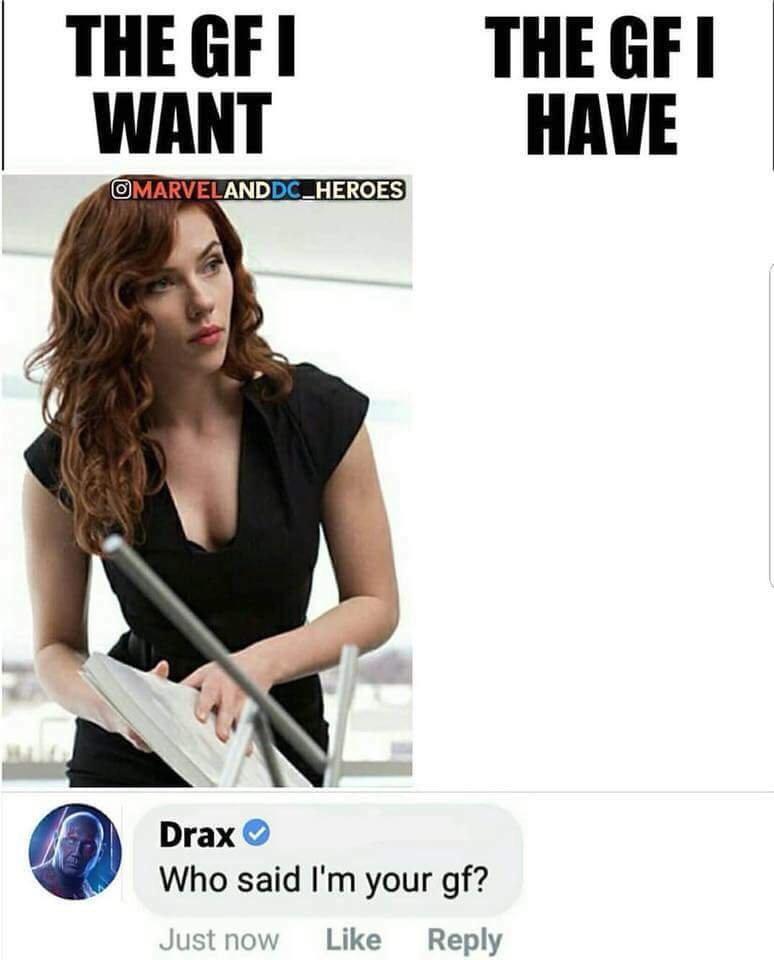 THE GF I
WANT
THE GF I
HAVE
MARVELANDDC_HEROES
Drax
Who said I'm your gf?
Just now Like Reply